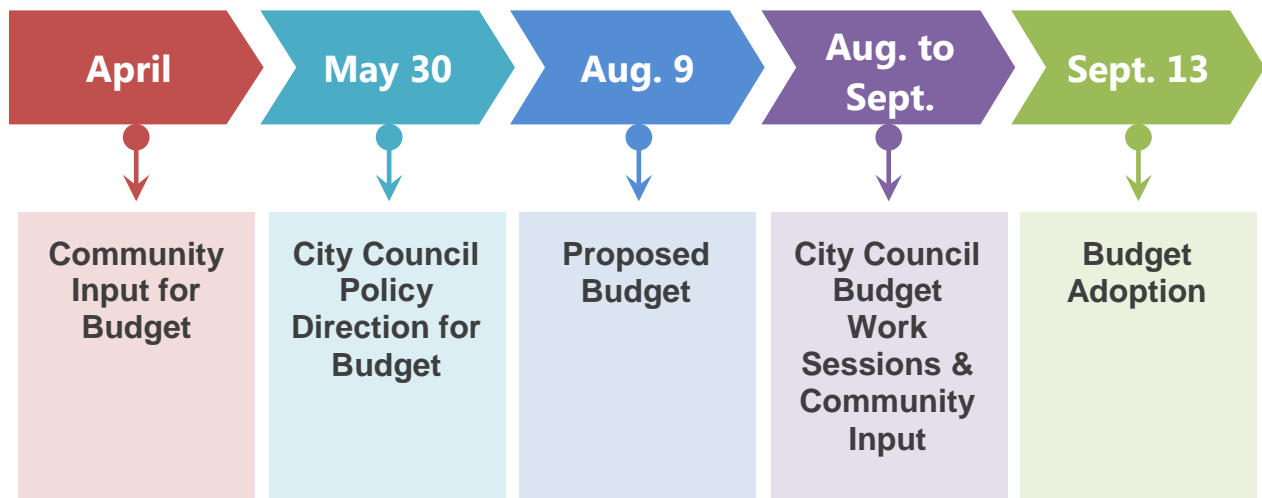 April
May 30
Aug. 9
Aug. to
Sept.
Sept. 13
Community
Input for
Budget
City Council
Policy
Direction for
Budget
Proposed
Budget
City Council
Budget
Work
Sessions &
Community
Input
Budget
Adoption